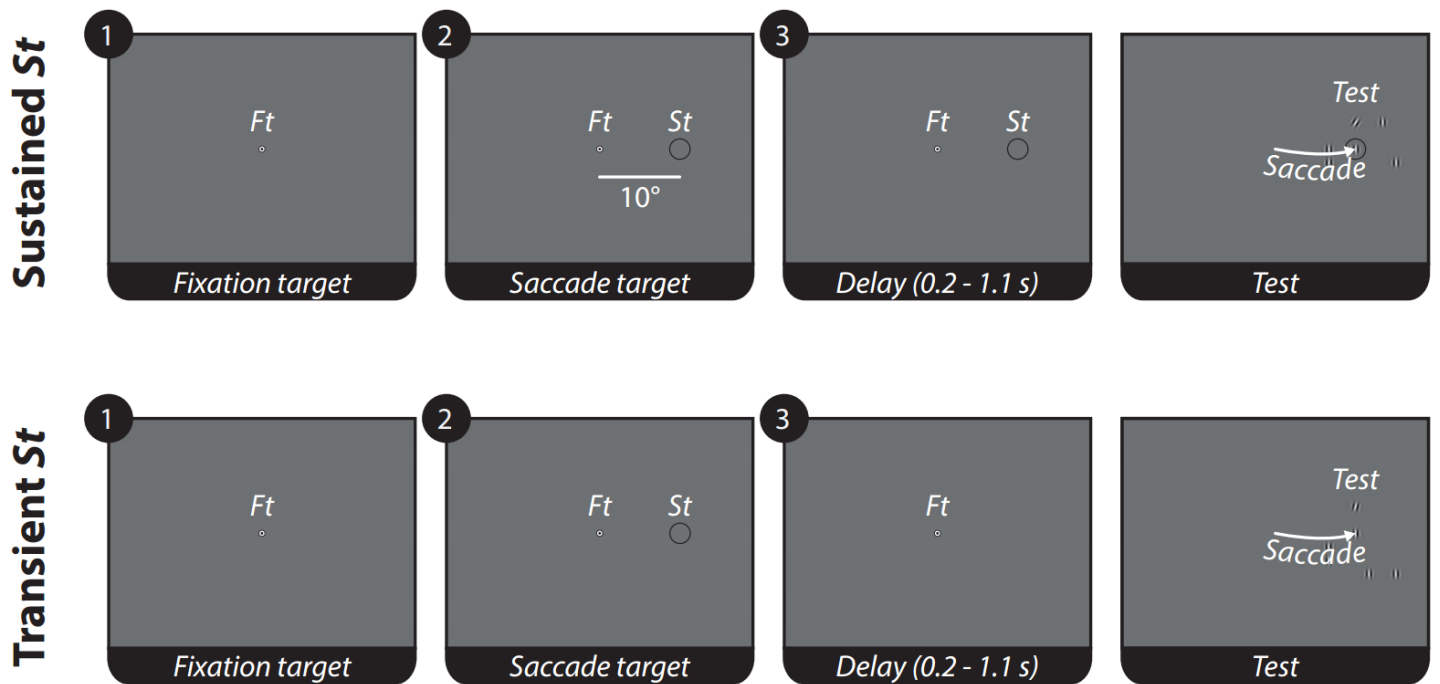 Sustained St
1
Ft
Fixation target
2
Ft St
10°
Saccade target
3
Ft St
Delay (0.2 - 1.1 s)
Test
Saccade
Test
Transient St
1
Ft
Fixation target
2
Ft St
Saccade target
3
Ft
Delay (0.2 - 1.1 s)
Test
Saccade
Test